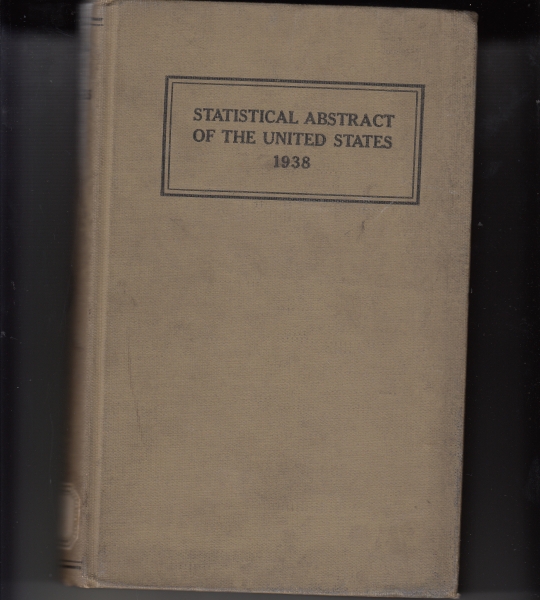 STATISTICAL ABSTRACT
OF THE UNITED STATES
1938